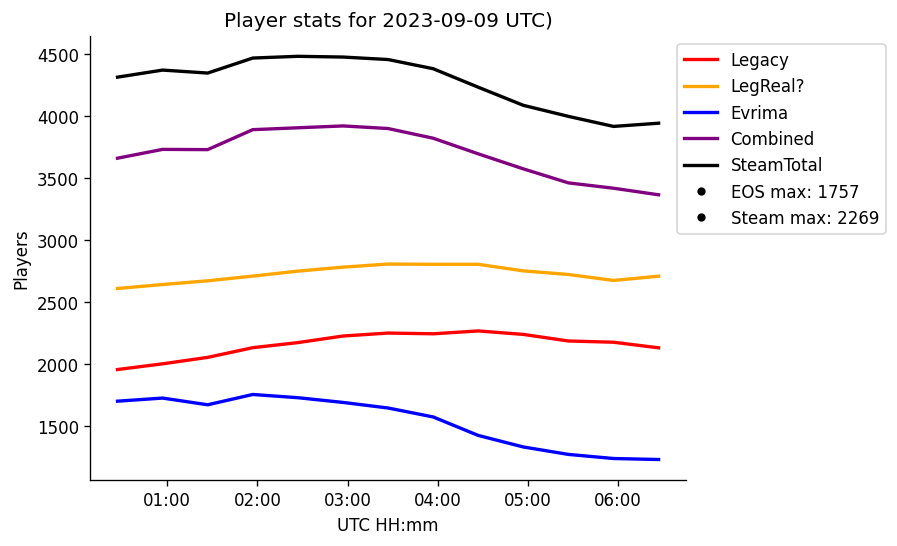 Player stats for 2023-09-09 UTC)
4500
4000
3500
3000
2500
2000
1500
Players
01:00 02:00 03:00 04:00 05:00 06:00
UTC HH:mm
Legacy
LegReal?
Evrima
Combined
SteamTotal
EOS max: 1757
Steam max: 2269